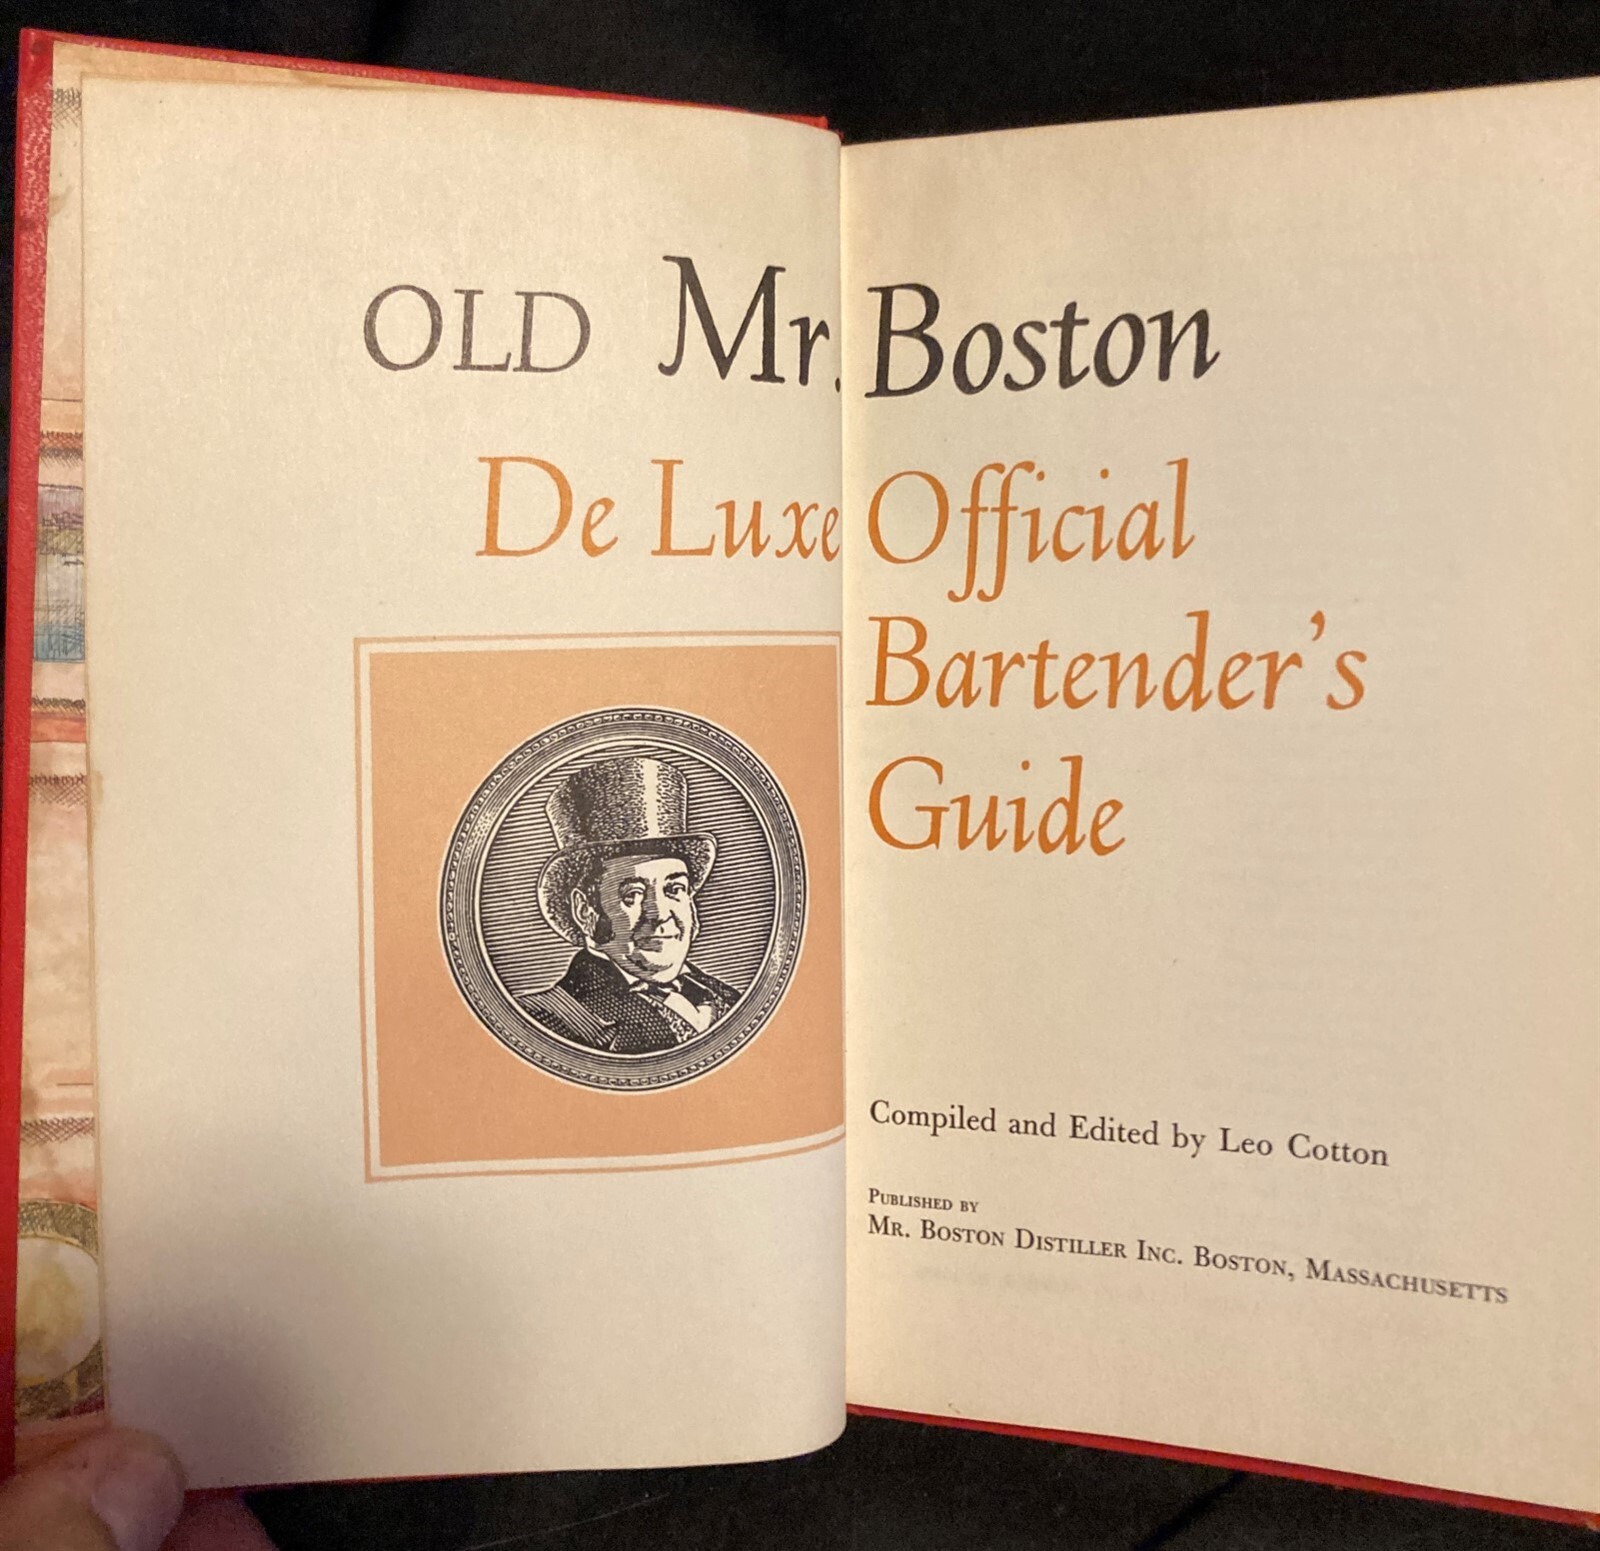 OLD Mr. Boston
De Luxe Official
Bartender's
Guide
Compiled and Edited by Leo Cotton
PUBLISHED BY
MR. BOSTON DISTILLER INC. BOSTON, MASSACHUSETTS